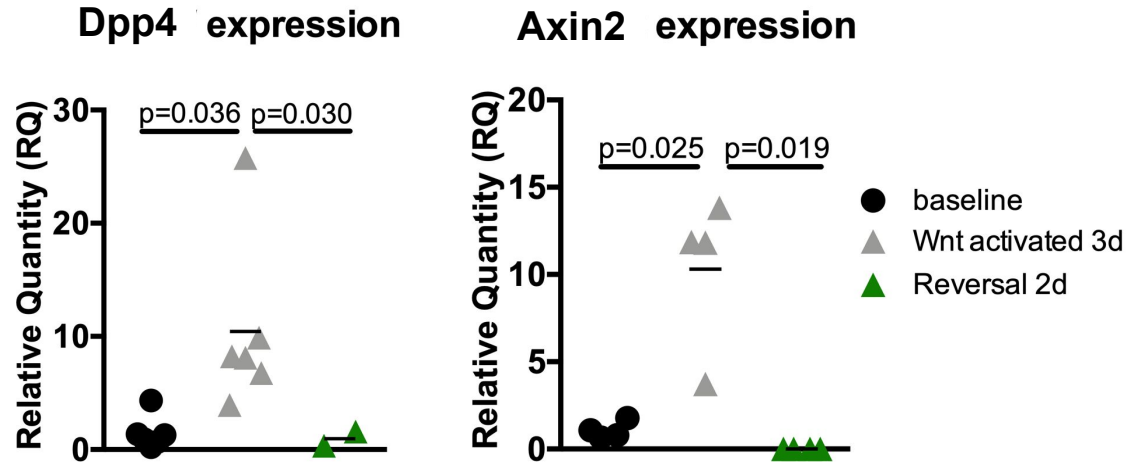 Dpp4 expression
Relative Quantity (RQ)
30
20
10
0
p=0.036 p=0.030
Axin2 expression
Relative Quantity (RQ)
20
15
10
5
0
p=0.025 p=0.019
baseline
Wnt activated 3d
Reversal 2d